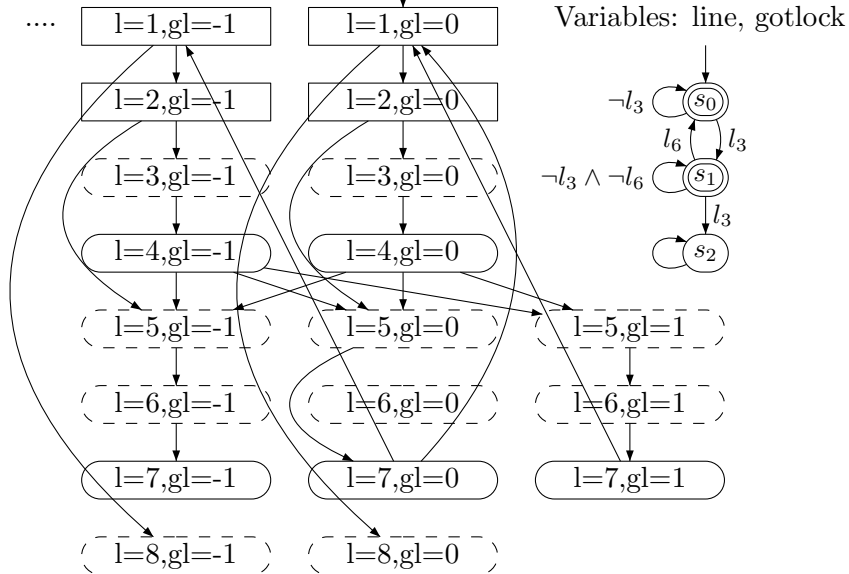 .... l=1,gl=-1 l=1,gl=0 Variables: line, gotlock
l=2,gl=-1 l=2,gl=0 ¬l₃ s₀
l₆ l₃
l=3,gl=-1 l=3,gl=0 ¬l₃ ∧ ¬l₆ s₁
l₃
l=4,gl=-1 l=4,gl=0 s₂
l=5,gl=-1 l=5,gl=0 l=5,gl=1
l=6,gl=-1 l=6,gl=0 l=6,gl=1
l=7,gl=-1 l=7,gl=0 l=7,gl=1
l=8,gl=-1 l=8,gl=0